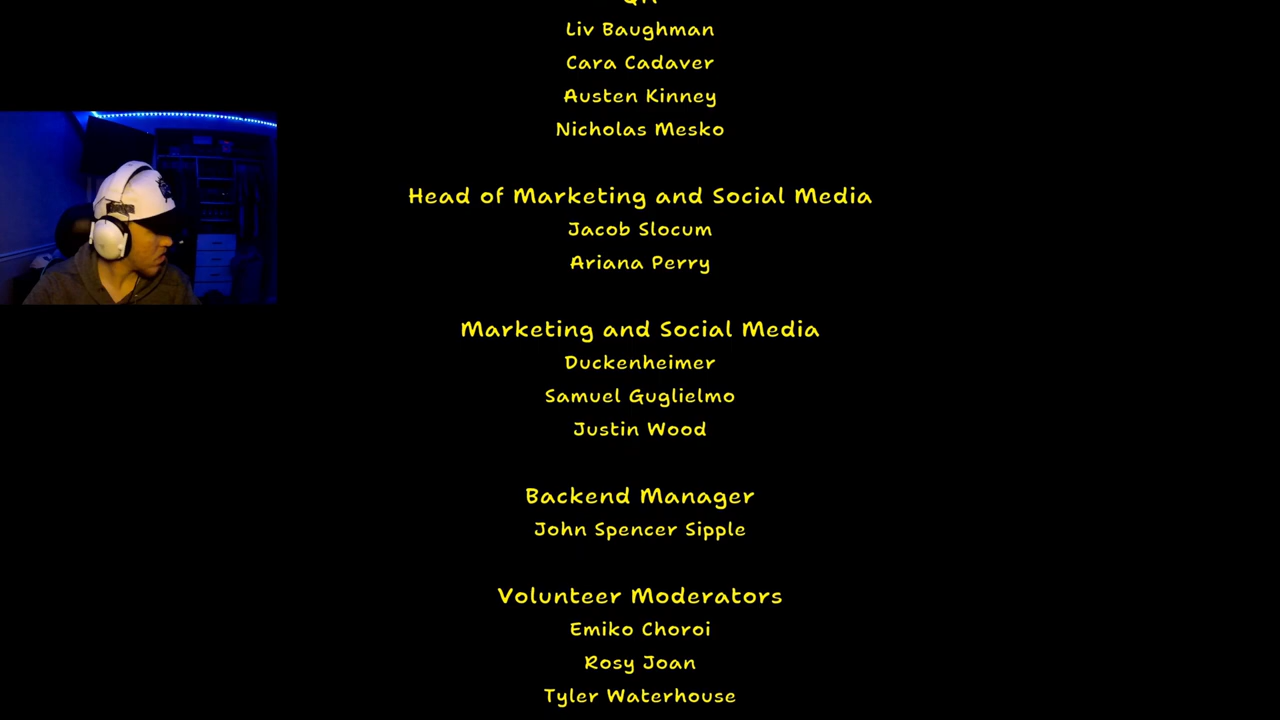 QA
Liv Baughman
Cara Cadaver
Austen Kinney
Nicholas Mesko
Head of Marketing and Social Media
Jacob Slocum
Ariana Perry
Marketing and Social Media
Duckenheimer
Samuel Guglielmo
Justin Wood
Backend Manager
John Spencer Sipple
Volunteer Moderators
Emiko Choroi
Rosy Joan
Tyler Waterhouse